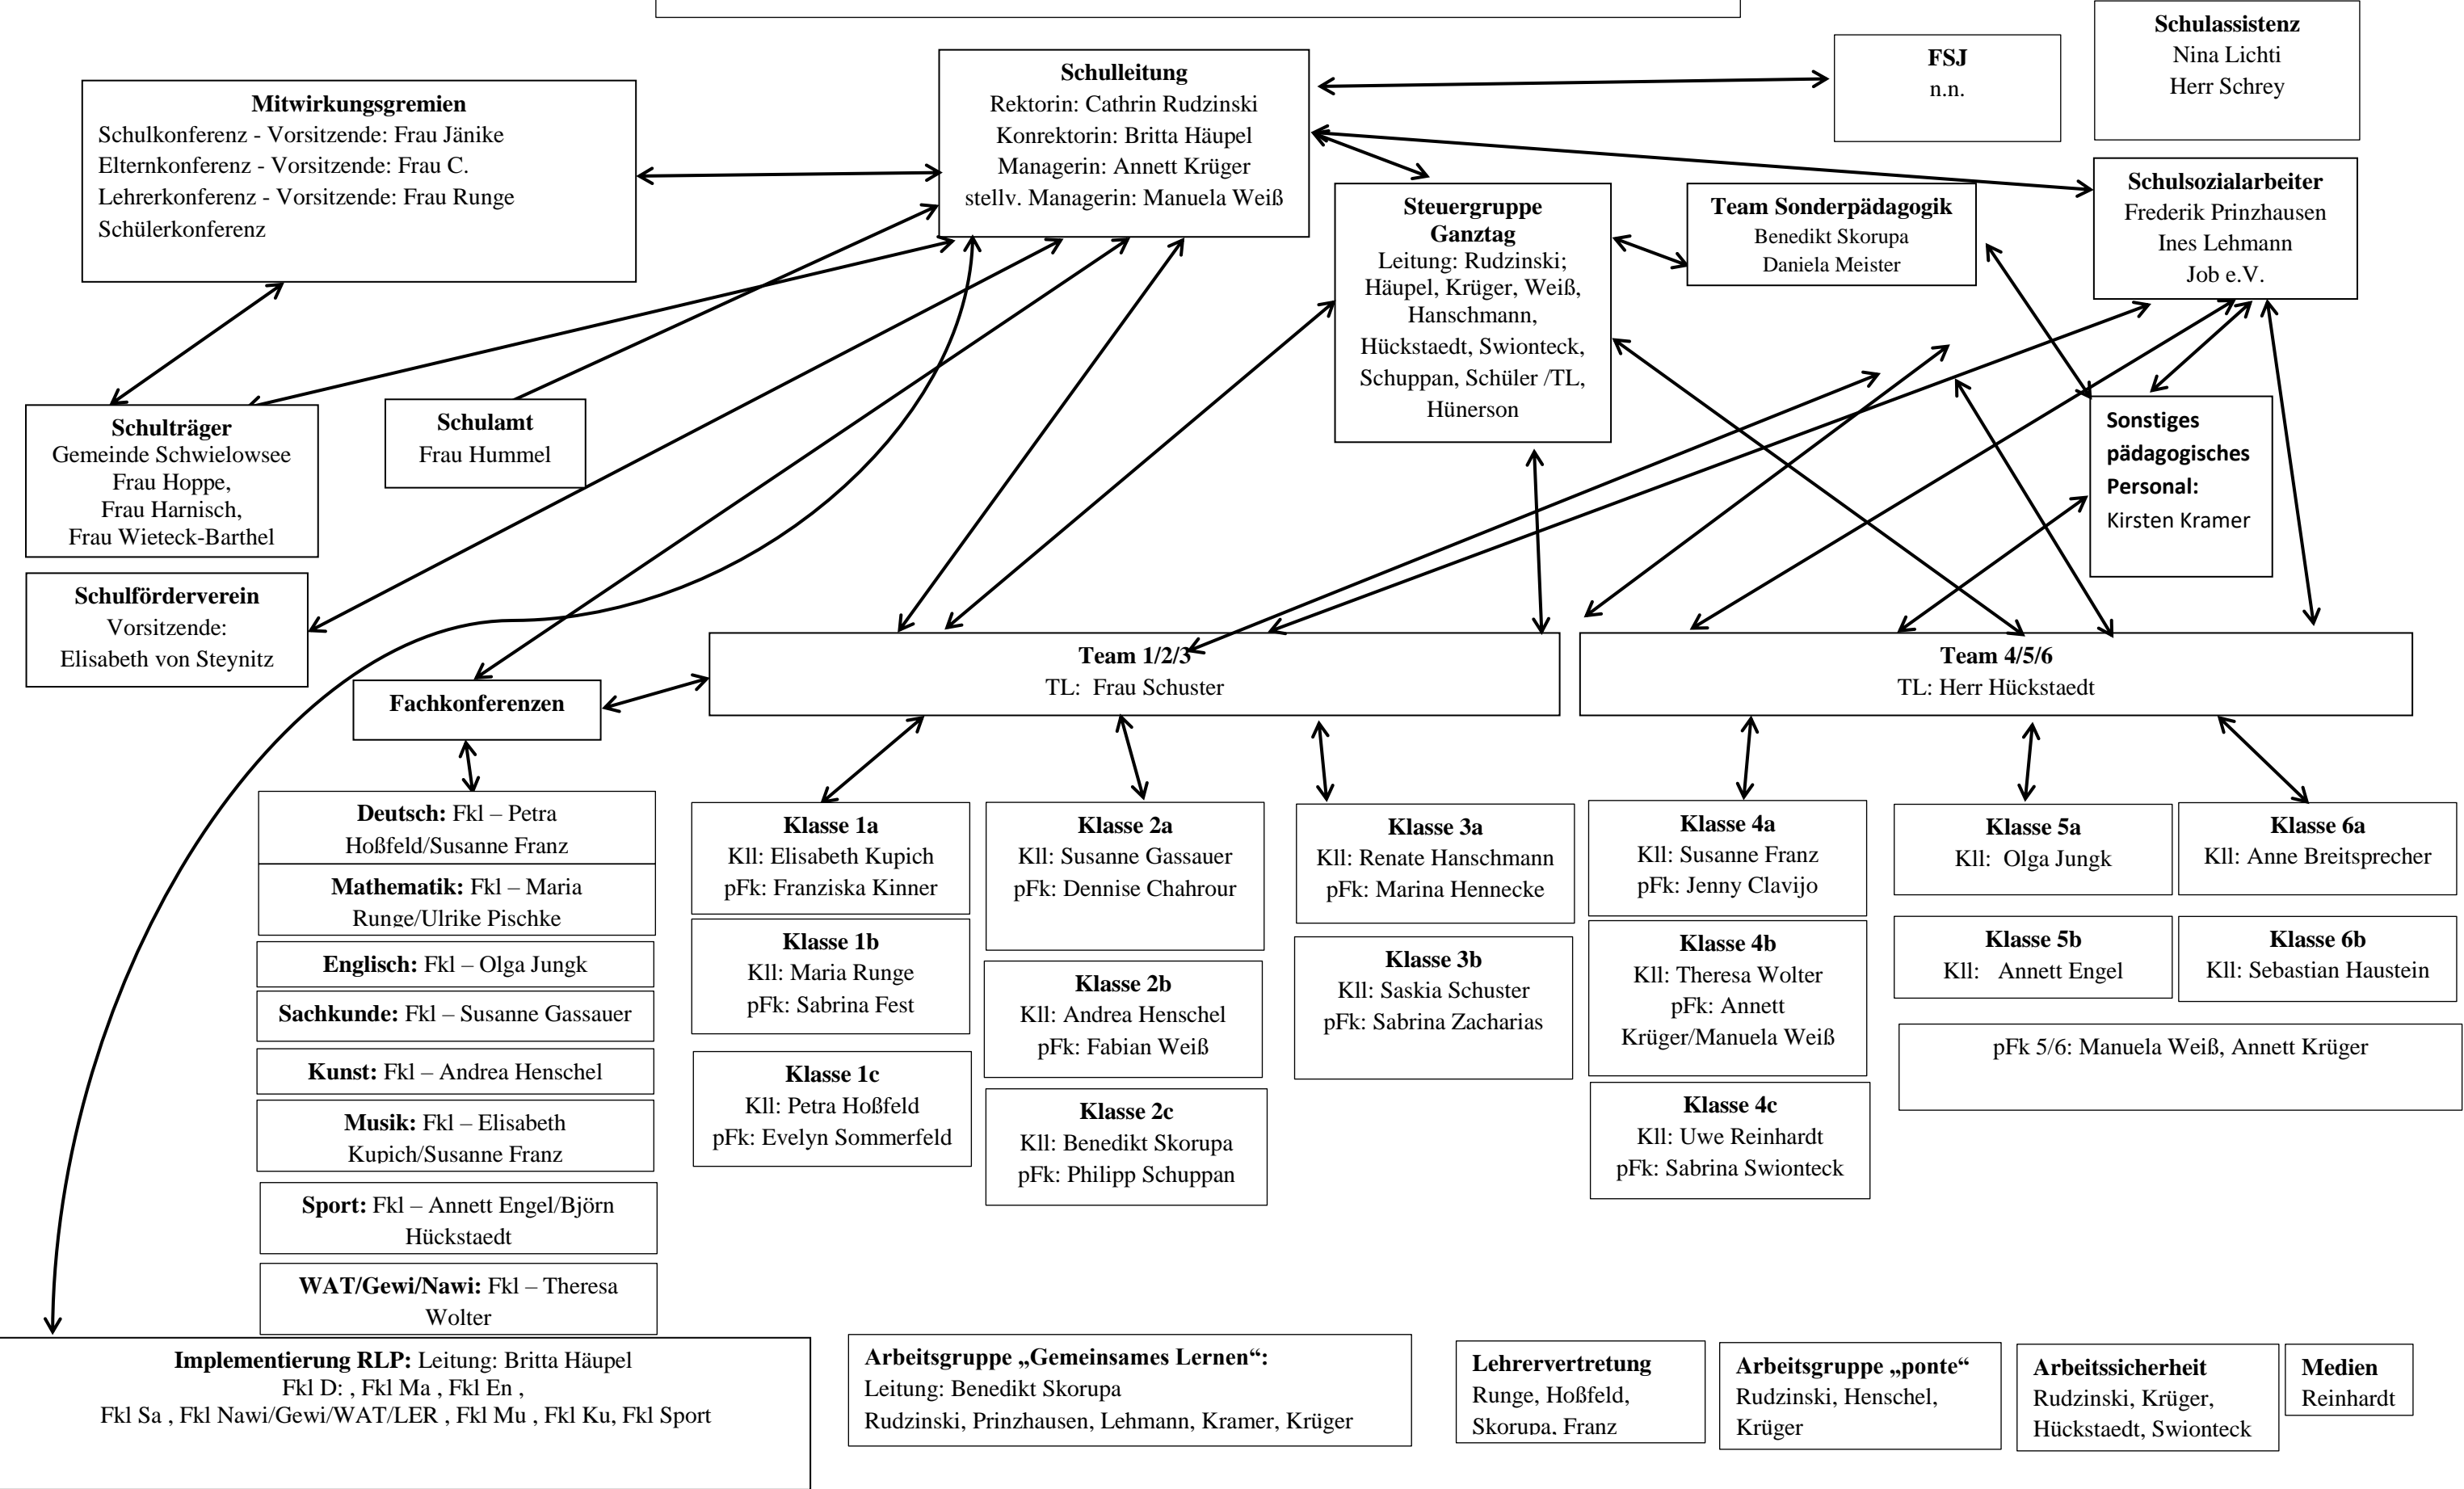 Schulassistenz
Nina Lichti
Herr Schrey
FSJ
n.n.
Schulleitung
Rektorin: Cathrin Rudzinski
Konrektorin: Britta Häupel
Managerin: Annett Krüger
stellv. Managerin: Manuela Weiß
Mitwirkungsgremien
Schulkonferenz - Vorsitzende: Frau Jänike
Elternkonferenz - Vorsitzende: Frau C.
Lehrerkonferenz - Vorsitzende: Frau Runge
Schülerkonferenz
Steuergruppe
Ganztag
Leitung: Rudzinski;
Häupel, Krüger, Weiß,
Hanschmann,
Hückstaedt, Swionteck,
Schuppan, Schüler /TL,
Hünerson
Team Sonderpädagogik
Benedikt Skorupa
Daniela Meister
Schulsozialarbeiter
Frederik Prinzhausen
Ines Lehmann
Job e.V.
Schulträger
Gemeinde Schwielowsee
Frau Hoppe,
Frau Harnisch,
Frau Wieteck-Barthel
Schulamt
Frau Hummel
Sonstiges
pädagogisches
Personal:
Kirsten Kramer
Schulförderverein
Vorsitzende:
Elisabeth von Steynitz
Fachkonferenzen
Team 1/2/3
TL:  Frau Schuster
Team 4/5/6
TL: Herr Hückstaedt
Deutsch: Fkl – Petra
Hoßfeld/Susanne Franz
Mathematik: Fkl – Maria
Runge/Ulrike Pischke
Englisch: Fkl – Olga Jungk
Sachkunde: Fkl – Susanne Gassauer
Kunst: Fkl – Andrea Henschel
Musik: Fkl – Elisabeth
Kupich/Susanne Franz
Sport: Fkl – Annett Engel/Björn
Hückstaedt
WAT/Gewi/Nawi: Fkl – Theresa
Wolter
Klasse 1a
Kll: Elisabeth Kupich
pFk: Franziska Kinner
Klasse 1b
Kll: Maria Runge
pFk: Sabrina Fest
Klasse 1c
Kll: Petra Hoßfeld
pFk: Evelyn Sommerfeld
Klasse 2a
Kll: Susanne Gassauer
pFk: Dennise Chahrour
Klasse 2b
Kll: Andrea Henschel
pFk: Fabian Weiß
Klasse 2c
Kll: Benedikt Skorupa
pFk: Philipp Schuppan
Klasse 3a
Kll: Renate Hanschmann
pFk: Marina Hennecke
Klasse 3b
Kll: Saskia Schuster
pFk: Sabrina Zacharias
Klasse 4a
Kll: Susanne Franz
pFk: Jenny Clavijo
Klasse 4b
Kll: Theresa Wolter
pFk: Annett
Krüger/Manuela Weiß
Klasse 4c
Kll: Uwe Reinhardt
pFk: Sabrina Swionteck
Klasse 5a
Kll:  Olga Jungk
Klasse 5b
Kll:   Annett Engel
Klasse 6a
Kll: Anne Breitsprecher
Klasse 6b
Kll: Sebastian Haustein
pFk 5/6: Manuela Weiß, Annett Krüger
Implementierung RLP: Leitung: Britta Häupel
Fkl D: , Fkl Ma , Fkl En ,
Fkl Sa , Fkl Nawi/Gewi/WAT/LER , Fkl Mu , Fkl Ku, Fkl Sport
Arbeitsgruppe „Gemeinsames Lernen“:
Leitung: Benedikt Skorupa
Rudzinski, Prinzhausen, Lehmann, Kramer, Krüger
Lehrervertretung
Runge, Hoßfeld,
Skorupa, Franz
Arbeitsgruppe „ponte“
Rudzinski, Henschel,
Krüger
Arbeitssicherheit
Rudzinski, Krüger,
Hückstaedt, Swionteck
Medien
Reinhardt